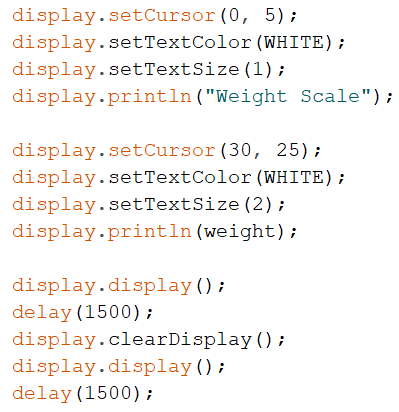 display.setCursor(0, 5);
display.setTextColor(WHITE);
display.setTextSize(1);
display.println("Weight Scale");
display.setCursor(30, 25);
display.setTextColor(WHITE);
display.setTextSize(2);
display.println(weight);
display.display();
delay(1500);
display.clearDisplay();
display.display();
delay(1500);